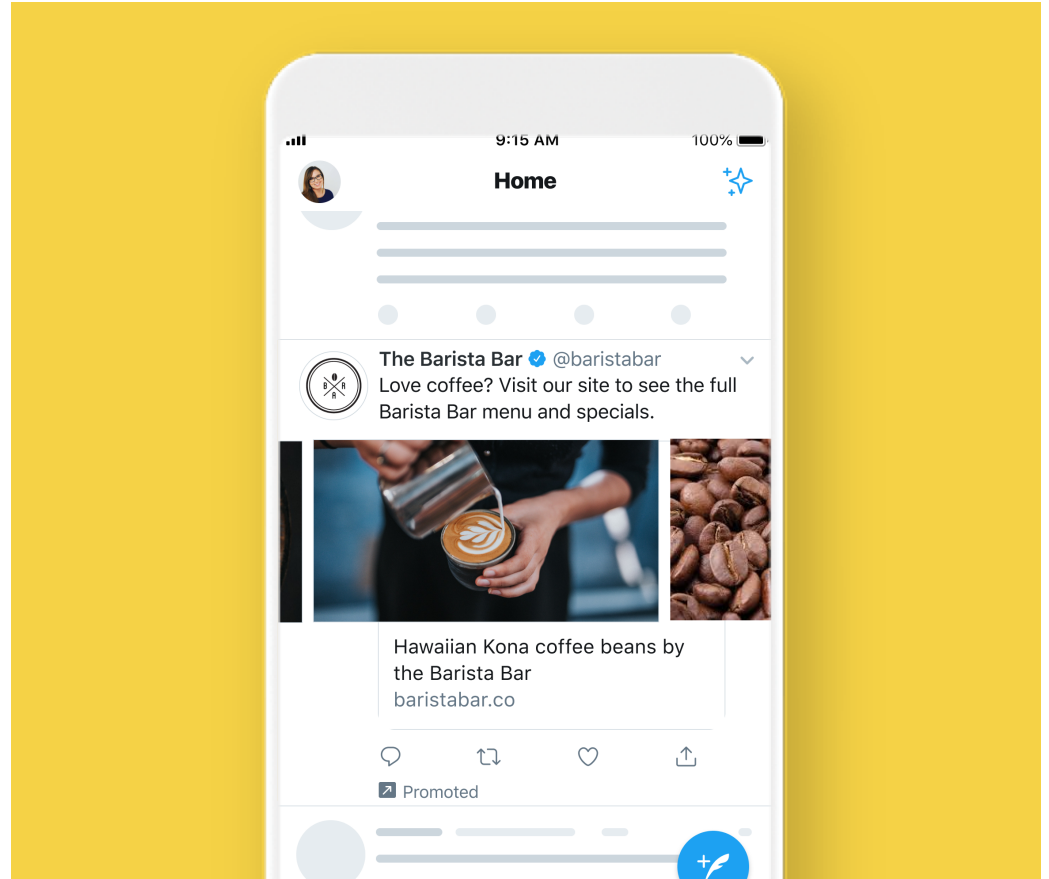 9:15 AM 100%
Home
The Barista Bar @baristabar
Love coffee? Visit our site to see the full
Barista Bar menu and specials.
B A R
A
Hawaiian Kona coffee beans by
the Barista Bar
baristabar.co
Promoted